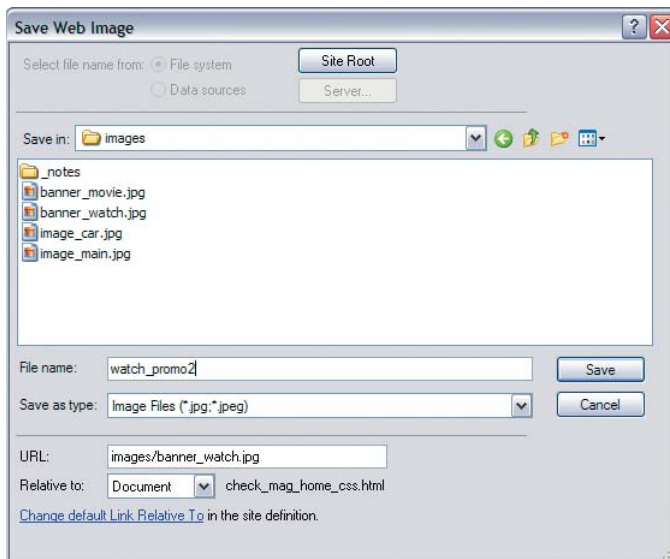 Save Web Image
Select file name from: File system
Site Root
Data sources
Server...
Save in: images
_notes
banner_movie.jpg
banner_watch.jpg
image_car.jpg
image_main.jpg
File name: watch_promo2
Save
Save as type: Image Files (*.jpg;*.jpeg)
Cancel
URL: images/banner_watch.jpg
Relative to: Document check_mag_home_css.html
Change default Link Relative To in the site definition.